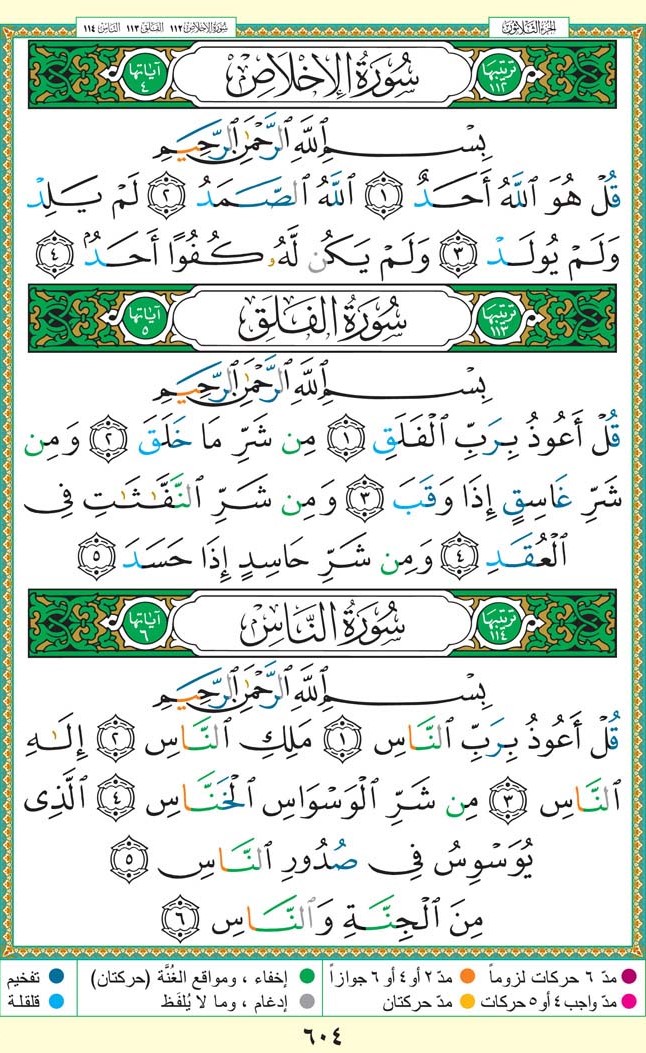 الجزء الثلاثون
سورة الإخلاص ١١٢ الفلق ١١٣ الناس ١١٤
ترتيبها ١١٢ سُورَةُ الإِخْلَاصِ آياتها ٤
بِسْمِ ٱللَّهِ ٱلرَّحْمَٰنِ ٱلرَّحِيمِ
قُلْ هُوَ ٱللَّهُ أَحَدٌ ١ ٱللَّهُ ٱلصَّمَدُ ٢ لَمْ يَلِدْ
وَلَمْ يُولَدْ ٣ وَلَمْ يَكُن لَّهُۥ كُفُوًا أَحَدٌۢ ٤
ترتيبها ١١٣ سُورَةُ الفَلَقِ آياتها ٥
بِسْمِ ٱللَّهِ ٱلرَّحْمَٰنِ ٱلرَّحِيمِ
قُلْ أَعُوذُ بِرَبِّ ٱلْفَلَقِ ١ مِن شَرِّ مَا خَلَقَ ٢ وَمِن
شَرِّ غَاسِقٍ إِذَا وَقَبَ ٣ وَمِن شَرِّ ٱلنَّفَّٰثَٰتِ فِى
ٱلْعُقَدِ ٤ وَمِن شَرِّ حَاسِدٍ إِذَا حَسَدَ ٥
ترتيبها ١١٤ سُورَةُ النَّاسِ آياتها ٦
بِسْمِ ٱللَّهِ ٱلرَّحْمَٰنِ ٱلرَّحِيمِ
قُلْ أَعُوذُ بِرَبِّ ٱلنَّاسِ ١ مَلِكِ ٱلنَّاسِ ٢ إِلَٰهِ
ٱلنَّاسِ ٣ مِن شَرِّ ٱلْوَسْوَاسِ ٱلْخَنَّاسِ ٤ ٱلَّذِى
يُوَسْوِسُ فِى صُدُورِ ٱلنَّاسِ ٥
مِنَ ٱلْجِنَّةِ وَٱلنَّاسِ ٦
مدّ ٦ حركات لزوماً مدّ ٢ أو ٤ أو ٦ جوازاً إخفاء ، ومواقع الغُنَّة (حركتان) تفخيم
مدّ واجب ٤ أو ٥ حركات مدّ حركتان إدغام ، وما لا يُلفَظ قلقلة
٦٠٤